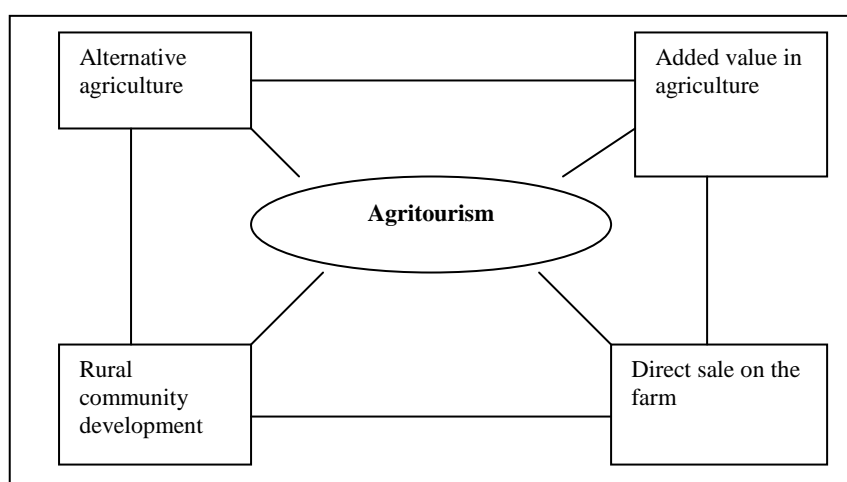 Alternative
agriculture
Added value in
agriculture
Agritourism
Rural
community
development
Direct sale on the
farm